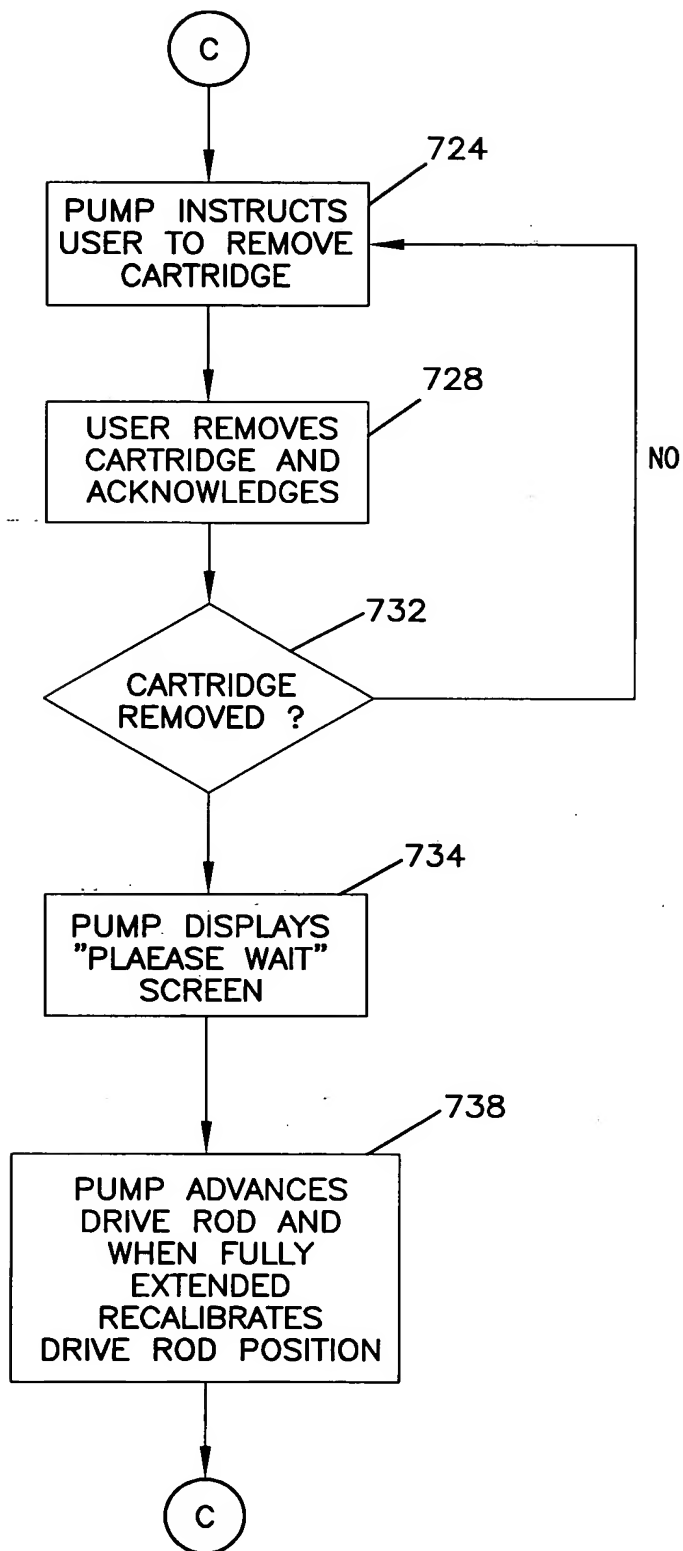 C
724
PUMP INSTRUCTS
USER TO REMOVE
CARTRIDGE
728
USER REMOVES
CARTRIDGE AND
ACKNOWLEDGES
NO
732
CARTRIDGE
REMOVED ?
734
PUMP DISPLAYS
"PLAEASE WAIT"
SCREEN
738
PUMP ADVANCES
DRIVE ROD AND
WHEN FULLY
EXTENDED
RECALIBRATES
DRIVE ROD POSITION
C